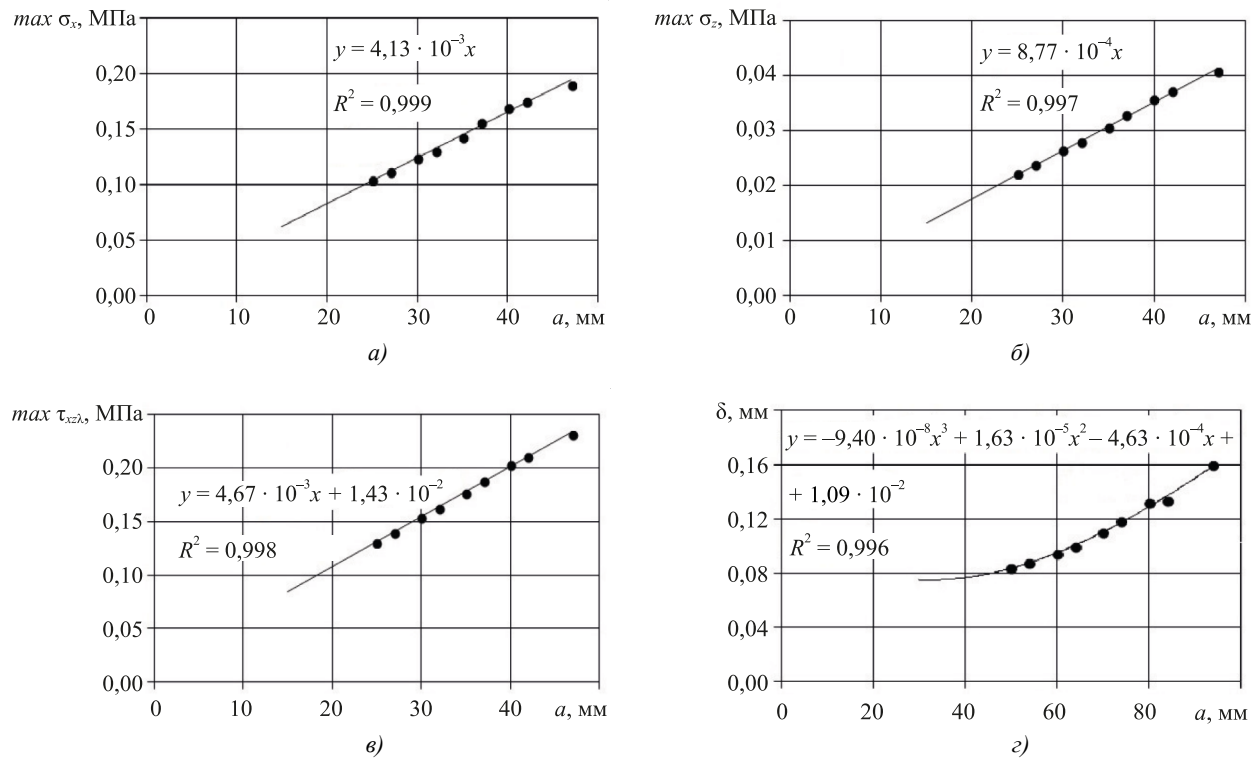 max σₓ, МПа
y = 4,13 · 10⁻³x
R² = 0,999
0,20
0,15
0,10
0,05
0,00
0 10 20 30 40 a, мм
а)
max σ_z, МПа
y = 8,77 · 10⁻⁴x
0,04
R² = 0,997
0,03
0,02
0,01
0,00
0 10 20 30 40 a, мм
б)
max τ_xzλ, МПа
0,20
y = 4,67 · 10⁻³x + 1,43 · 10⁻²
0,15
R² = 0,998
0,10
0,05
0,00
0 10 20 30 40 a, мм
в)
δ, мм
y = –9,40 · 10⁻⁸x³ + 1,63 · 10⁻⁵x² – 4,63 · 10⁻⁴x +
0,16
+ 1,09 · 10⁻²
0,12
R² = 0,996
0,08
0,04
0,00
0 20 40 60 80 a, мм
г)